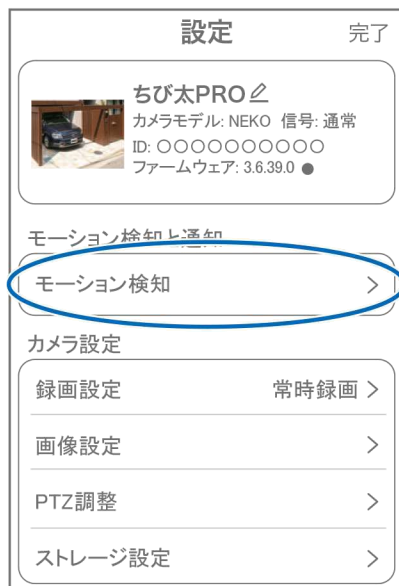 設定 完了
ちび太PRO
カメラモデル: NEKO 信号: 通常
ID: 〇〇〇〇〇〇〇〇〇〇
ファームウェア: 3.6.39.0 ●
モーション検知と通知
モーション検知 >
カメラ設定
録画設定 常時録画 >
画像設定 >
PTZ調整 >
ストレージ設定 >